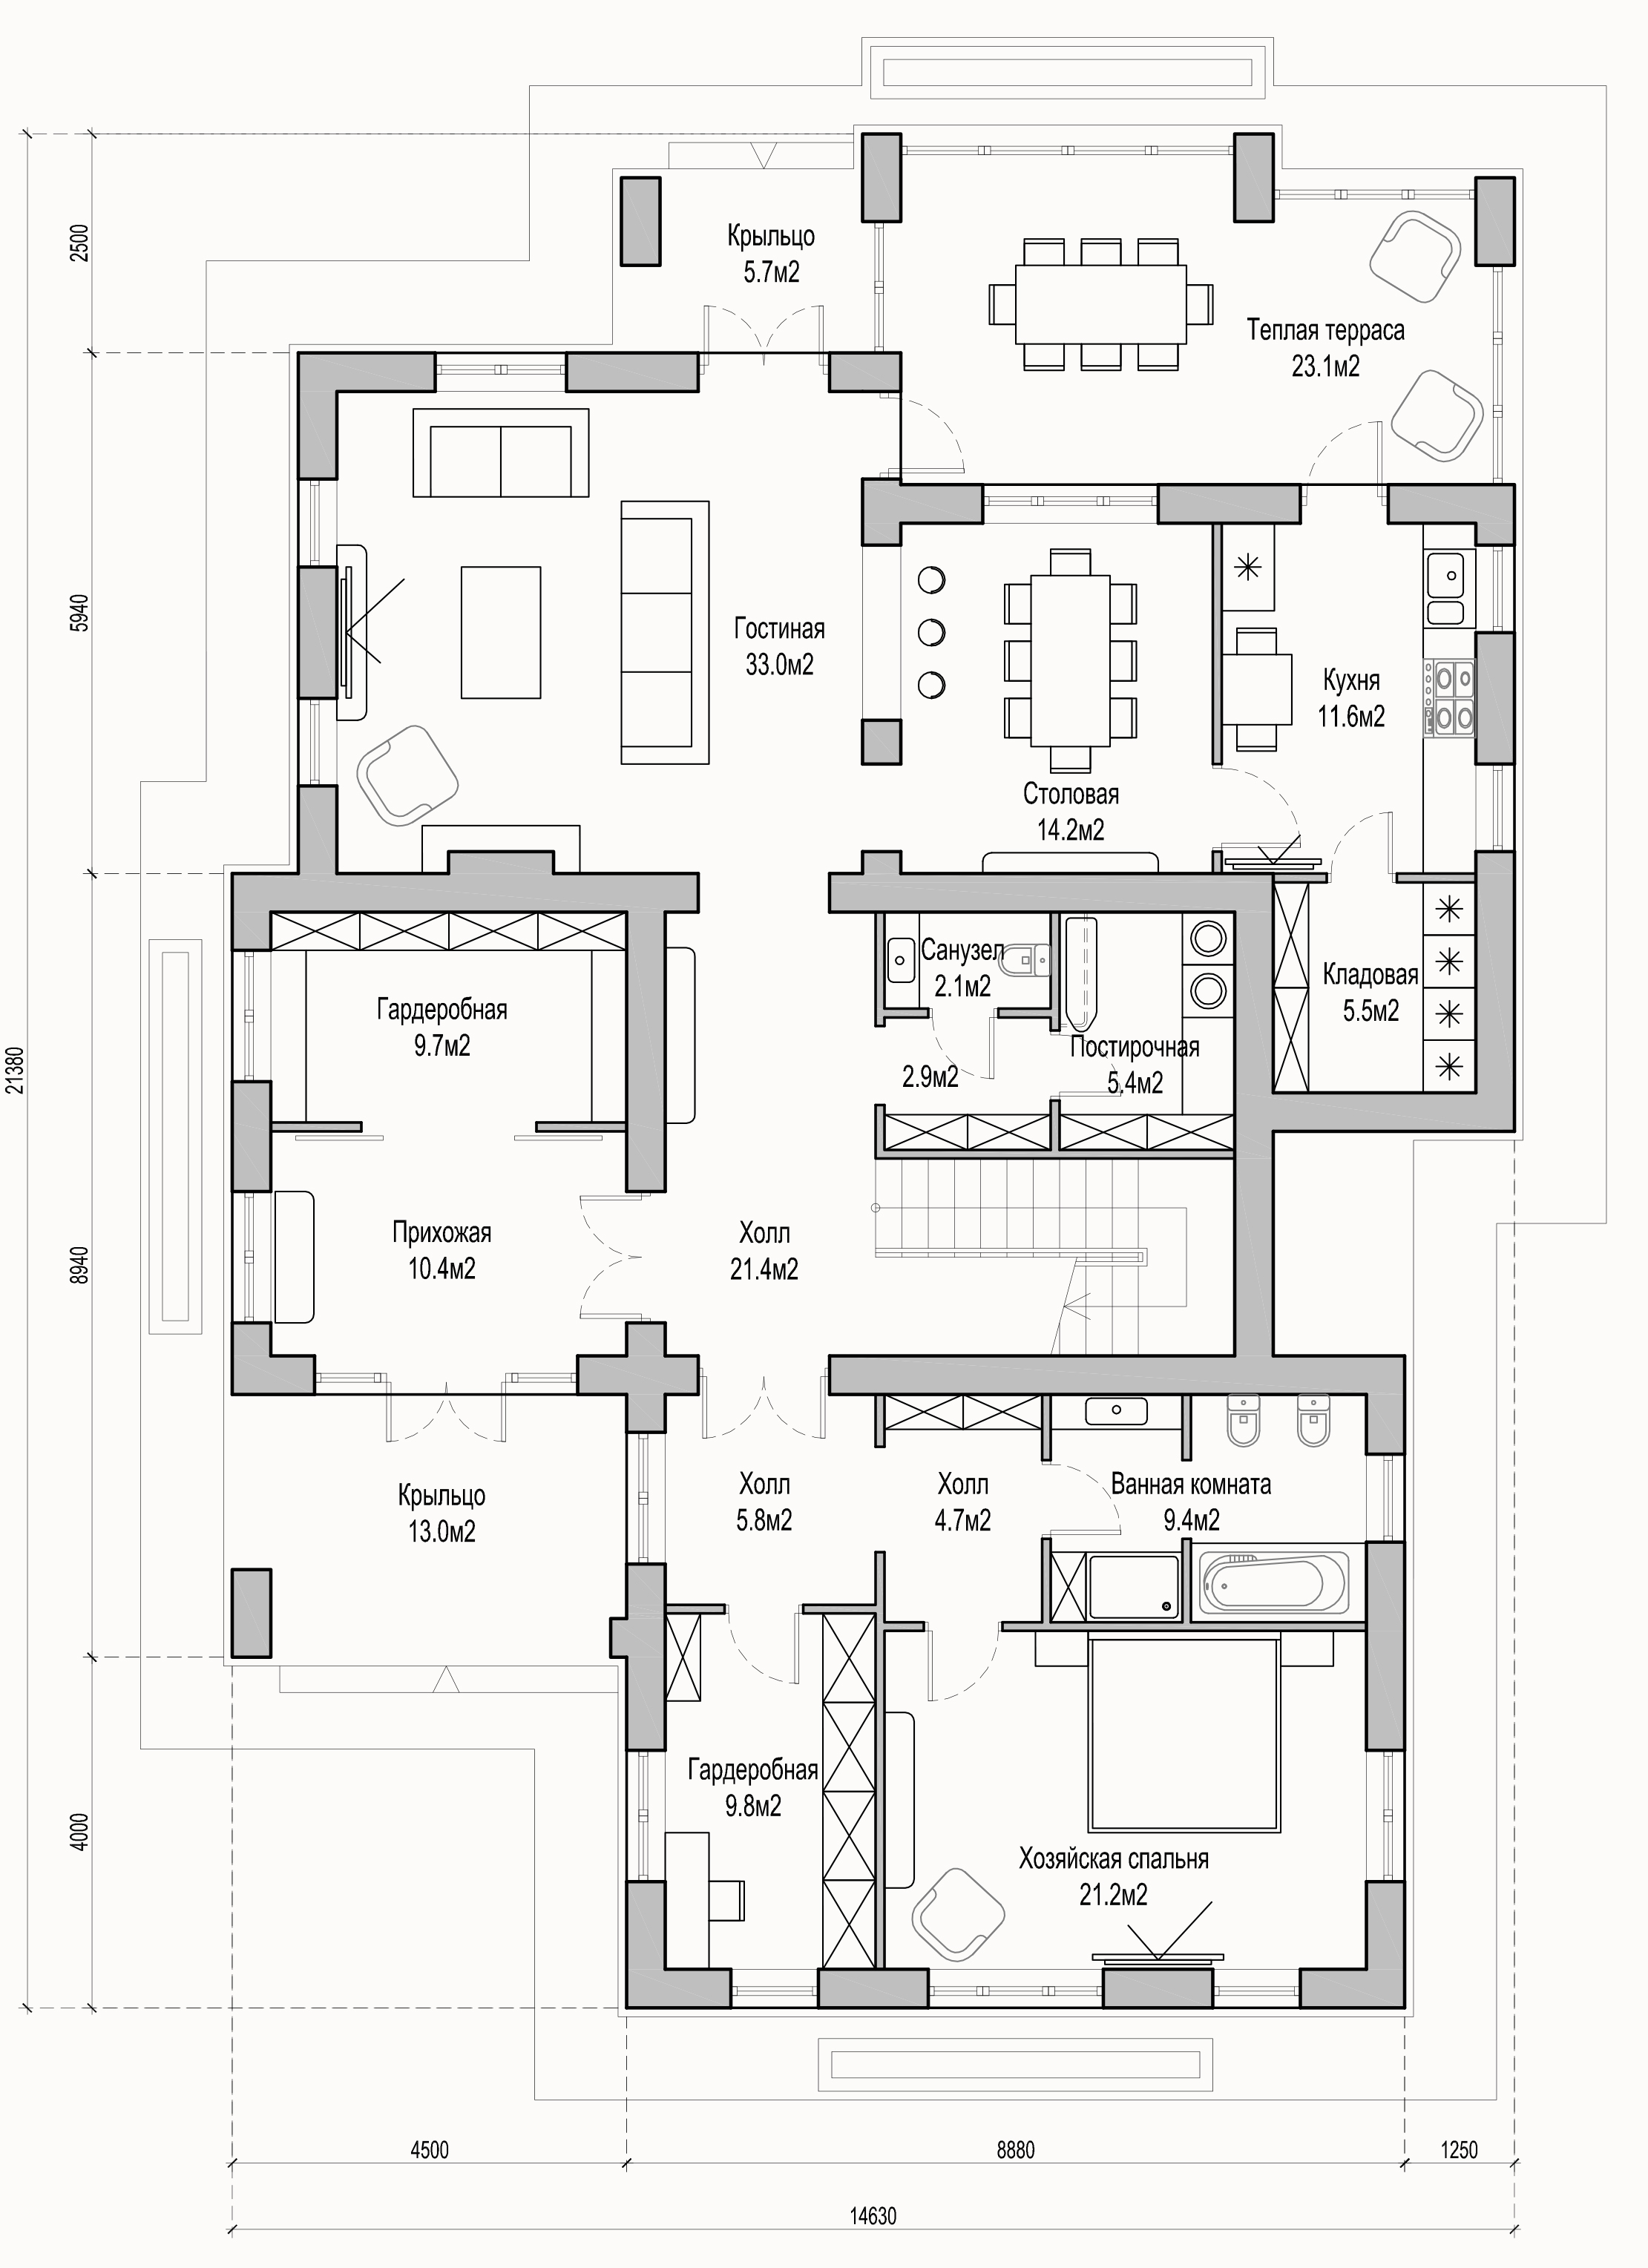 Крыльцо
5.7м2
Теплая терраса
23.1м2
2500
5940
8940
4000
21380
Гостиная
33.0м2
Кухня
11.6м2
Столовая
14.2м2
Санузел
2.1м2
Кладовая
5.5м2
Гардеробная
9.7м2
Постирочная
5.4м2
2.9м2
Прихожая
10.4м2
Холл
21.4м2
Крыльцо
13.0м2
Холл
5.8м2
Холл
4.7м2
Ванная комната
9.4м2
Гардеробная
9.8м2
Хозяйская спальня
21.2м2
4500
8880
1250
14630